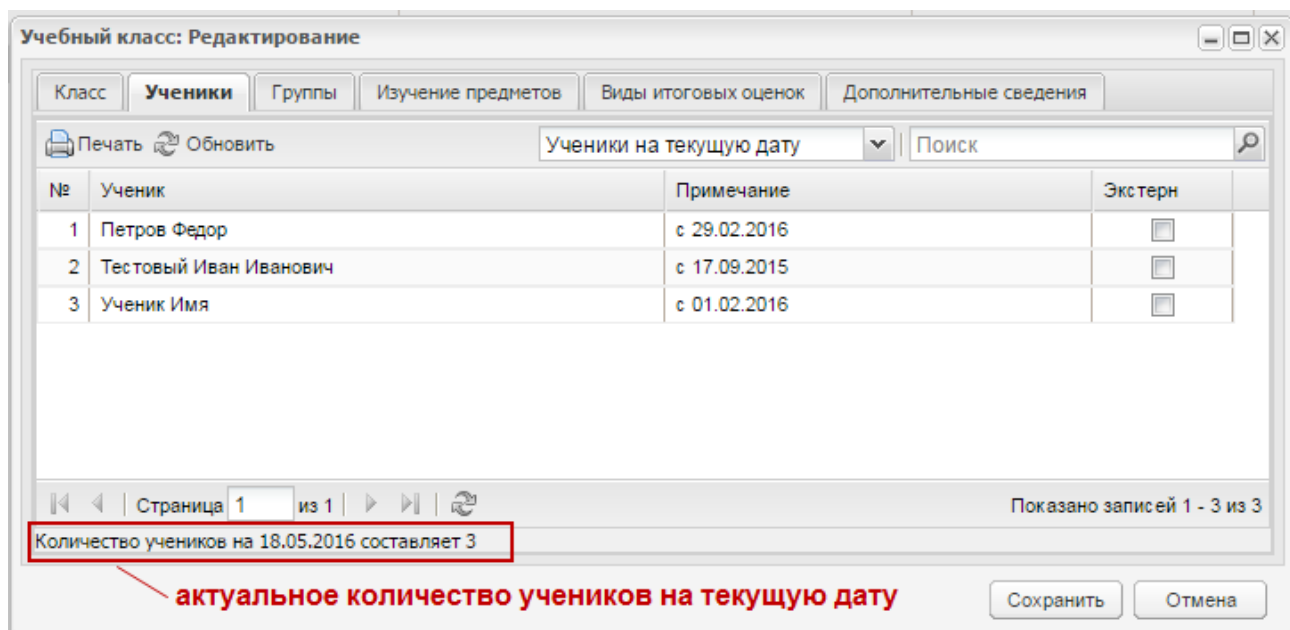 Учебный класс: Редактирование
Класс Ученики Группы Изучение предметов Виды итоговых оценок Дополнительные сведения
Печать Обновить Ученики на текущую дату Поиск
№ Ученик Примечание Экстерн
1 Петров Федор с 29.02.2016
2 Тестовый Иван Иванович с 17.09.2015
3 Ученик Имя с 01.02.2016
Страница 1 из 1 Показано записей 1 - 3 из 3
Количество учеников на 18.05.2016 составляет 3
актуальное количество учеников на текущую дату
Сохранить Отмена